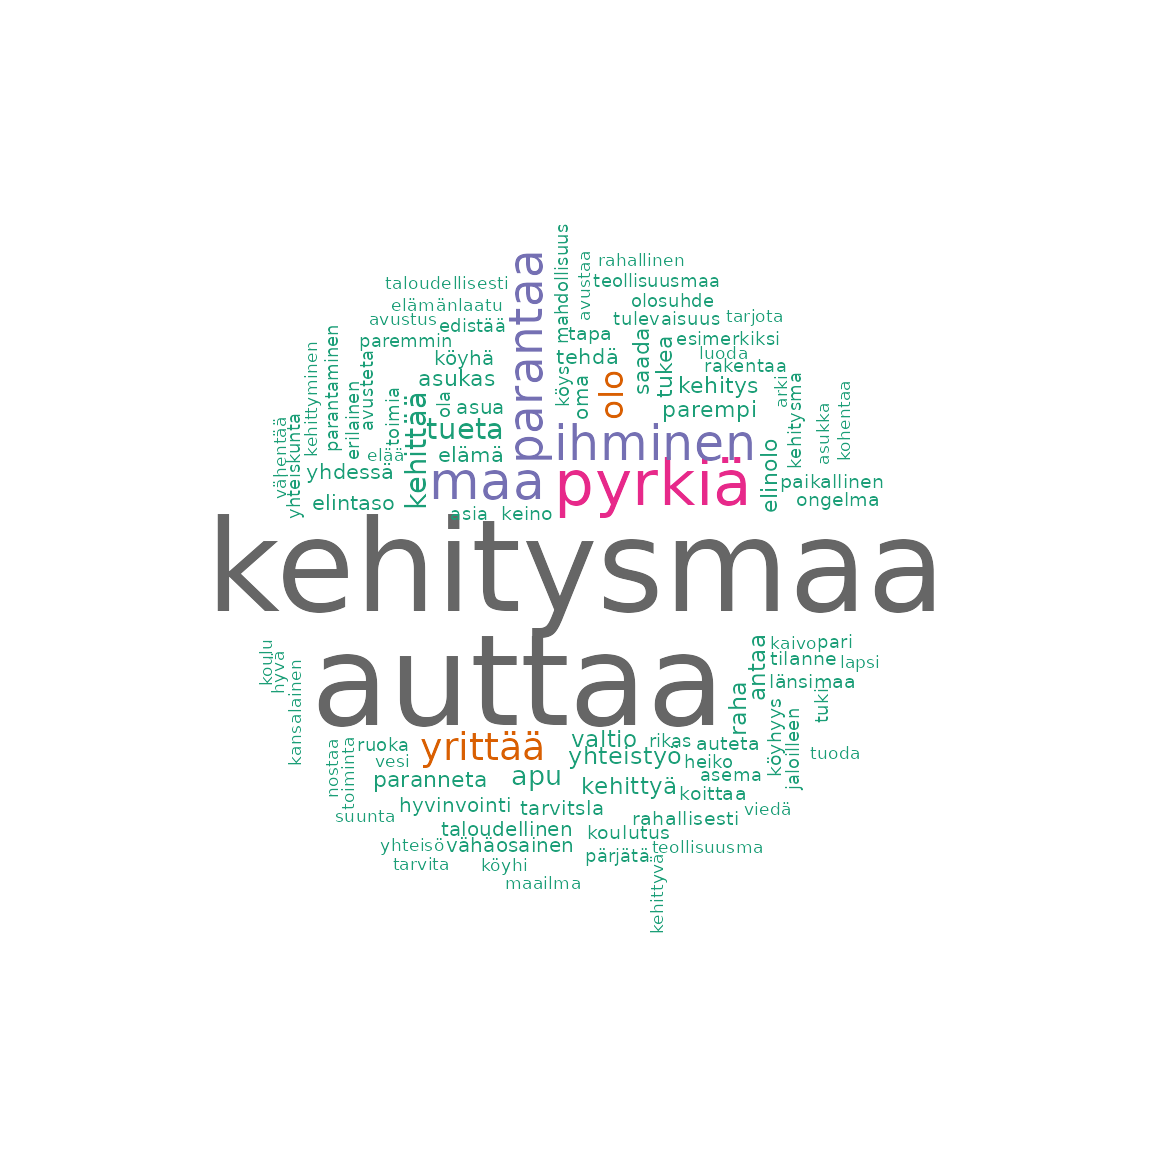 mahdollisuus
parantaa
avustaa
rahallinen
taloudellisesti
teollisuusmaa
elämänlaatu
olosuhde
avustus
edistää
tulevaisuus
tarjota
paremmin
tapa
esimerkiksi
parantaminen
kehittyminen
avusteta
köyhä
tehdä
saada
tukea
luoda
rakentaa
asukas
köys
oma
olo
kehitys
arki
kehitysma
kohentaa
erilainen
toimia
kehittää
ola
asua
parempi
asukka
vähentää
yhteiskunta
tueta
ihminen
elää
elämä
elinolo
yhdessä
maa
pyrkiä
paikallinen
elintaso
ongelma
asia
keino
kehitysmaa
auttaa
koulu
hyvä
kansalainen
antaa
kaivo
pari
tilanne
lapsi
raha
länsimaa
tuki
köyhyys
jaloilleen
nostaa
toiminta
ruoka
yrittää
valtio
rikas
auteta
tuoda
vesi
yhteistyö
heiko
paranneta
apu
kehittyä
asema
koittaa
hyvinvointi
tarvitsla
viedä
suunta
rahallisesti
taloudellinen
koulutus
yhteisö
vähäosainen
pärjätä
teollisuusma
tarvita
köyhi
kehittyvä
maailma